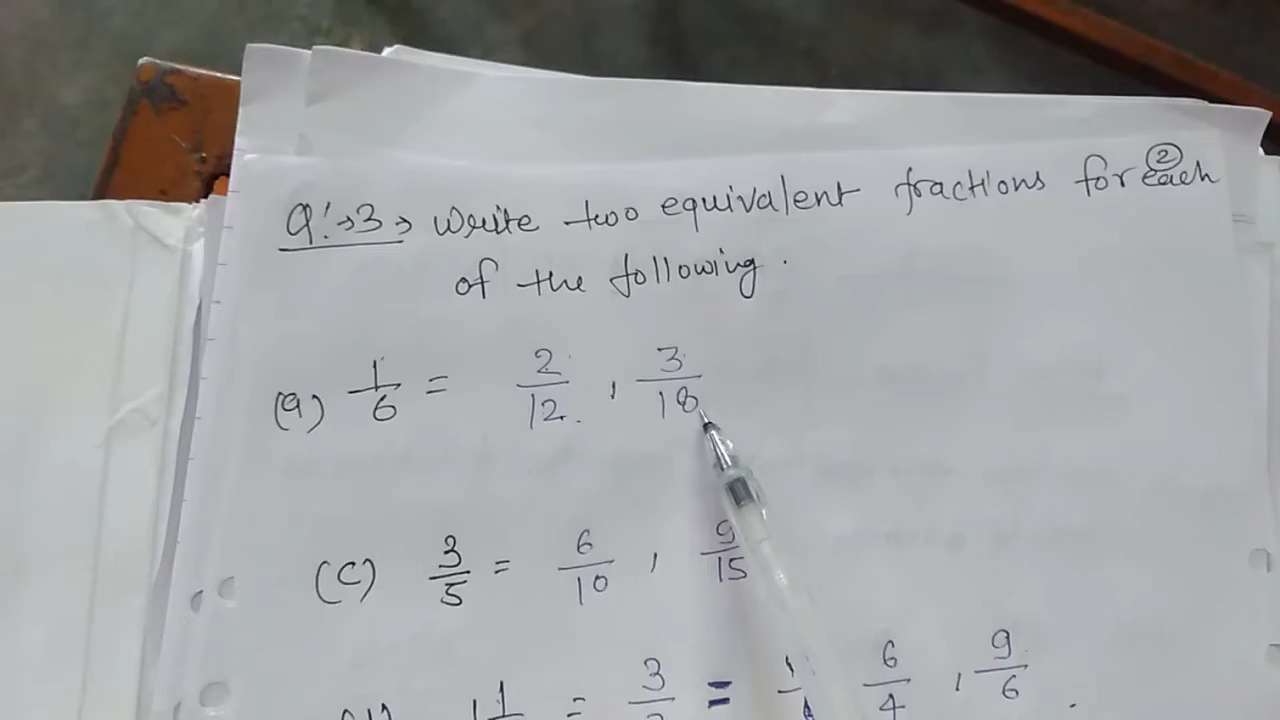 ②
Q:→3→ Write two equivalent fractions for each
of the following.
(a) 1/6 = 2/12 , 3/18
(c) 3/5 = 6/10 , 9/15
= = 6/4 , 9/6 .